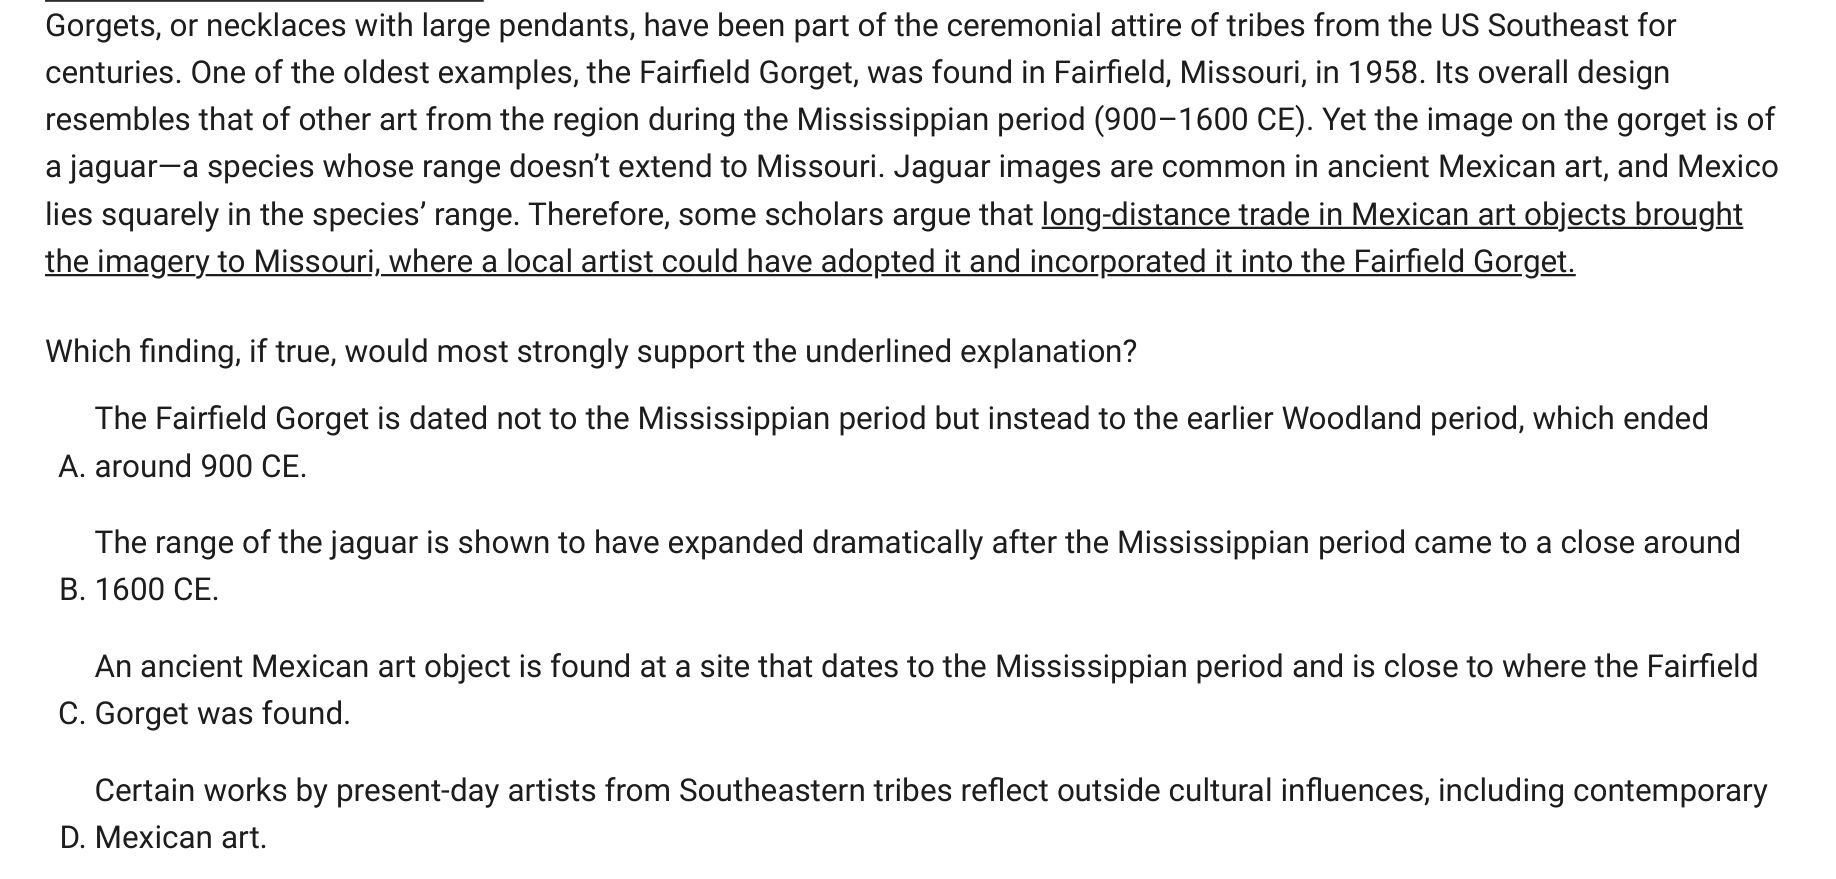 Gorgets, or necklaces with large pendants, have been part of the ceremonial attire of tribes from the US Southeast for
centuries. One of the oldest examples, the Fairfield Gorget, was found in Fairfield, Missouri, in 1958. Its overall design
resembles that of other art from the region during the Mississippian period (900–1600 CE). Yet the image on the gorget is of
a jaguar—a species whose range doesn’t extend to Missouri. Jaguar images are common in ancient Mexican art, and Mexico
lies squarely in the species’ range. Therefore, some scholars argue that long-distance trade in Mexican art objects brought
the imagery to Missouri, where a local artist could have adopted it and incorporated it into the Fairfield Gorget.
Which finding, if true, would most strongly support the underlined explanation?
The Fairfield Gorget is dated not to the Mississippian period but instead to the earlier Woodland period, which ended
A. around 900 CE.
The range of the jaguar is shown to have expanded dramatically after the Mississippian period came to a close around
B. 1600 CE.
An ancient Mexican art object is found at a site that dates to the Mississippian period and is close to where the Fairfield
C. Gorget was found.
Certain works by present-day artists from Southeastern tribes reflect outside cultural influences, including contemporary
D. Mexican art.